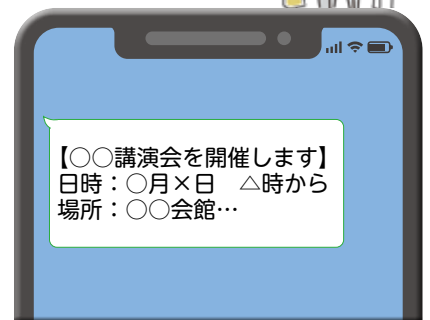 【○○講演会を開催します】
日時：○月×日　△時から
場所：○○会館…